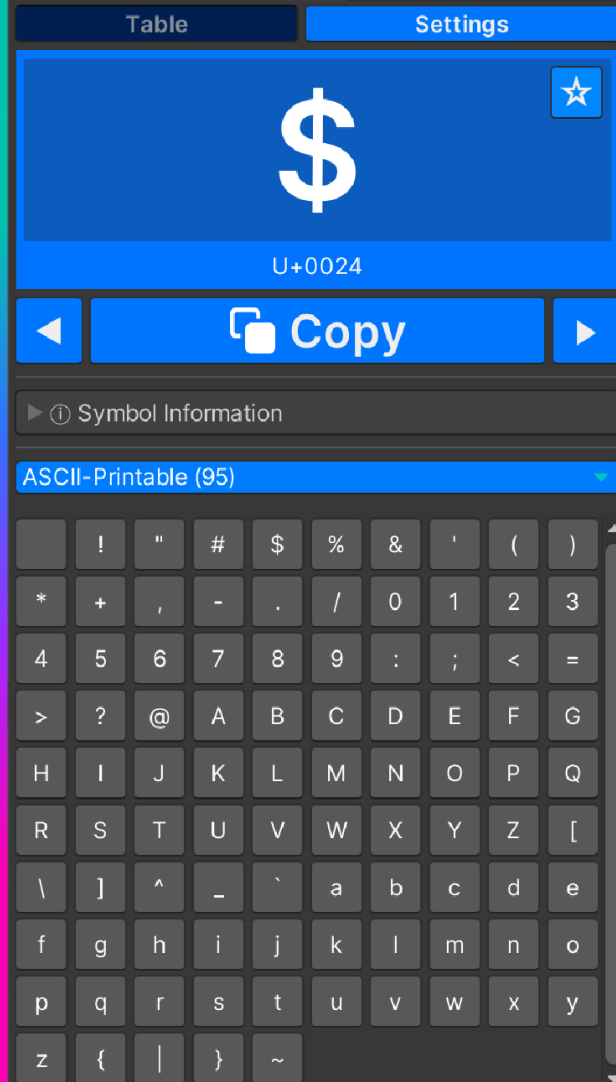 Table Settings
$
☆
U+0024
◀ Copy ▶
▶ ⓘ Symbol Information
ASCII-Printable (95)
! " # $ % & ' ( )
* + , - . / 0 1 2 3
4 5 6 7 8 9 : ; < =
> ? @ A B C D E F G
H I J K L M N O P Q
R S T U V W X Y Z [
\ ] ^ _ ` a b c d e
f g h i j k l m n o
p q r s t u v w x y
z { | } ~